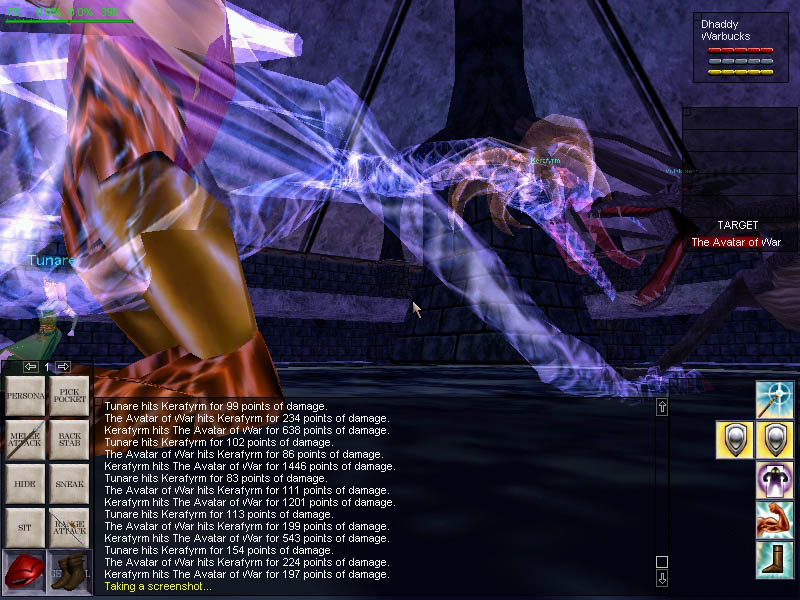 Dhaddy
Warbucks
Kerafyrm
TARGET
The Avatar of War
Tunare
1
PERSONA
PICK POCKET
MELEE ATTACK
BACK STAB
HIDE
SNEAK
SIT
RANGE ATTACK
Tunare hits Kerafyrm for 99 points of damage.
The Avatar of War hits Kerafyrm for 234 points of damage.
Kerafyrm hits The Avatar of War for 636 points of damage.
Tunare hits Kerafyrm for 102 points of damage.
The Avatar of War hits Kerafyrm for 86 points of damage.
Kerafyrm hits The Avatar of War for 1446 points of damage.
Tunare hits Kerafyrm for 83 points of damage.
The Avatar of War hits Kerafyrm for 111 points of damage.
Kerafyrm hits The Avatar of War for 1201 points of damage.
Tunare hits Kerafyrm for 113 points of damage.
The Avatar of War hits Kerafyrm for 199 points of damage.
Kerafyrm hits The Avatar of War for 543 points of damage.
Tunare hits Kerafyrm for 154 points of damage.
The Avatar of War hits Kerafyrm for 224 points of damage.
Kerafyrm hits The Avatar of War for 197 points of damage.
Taking a screenshot...